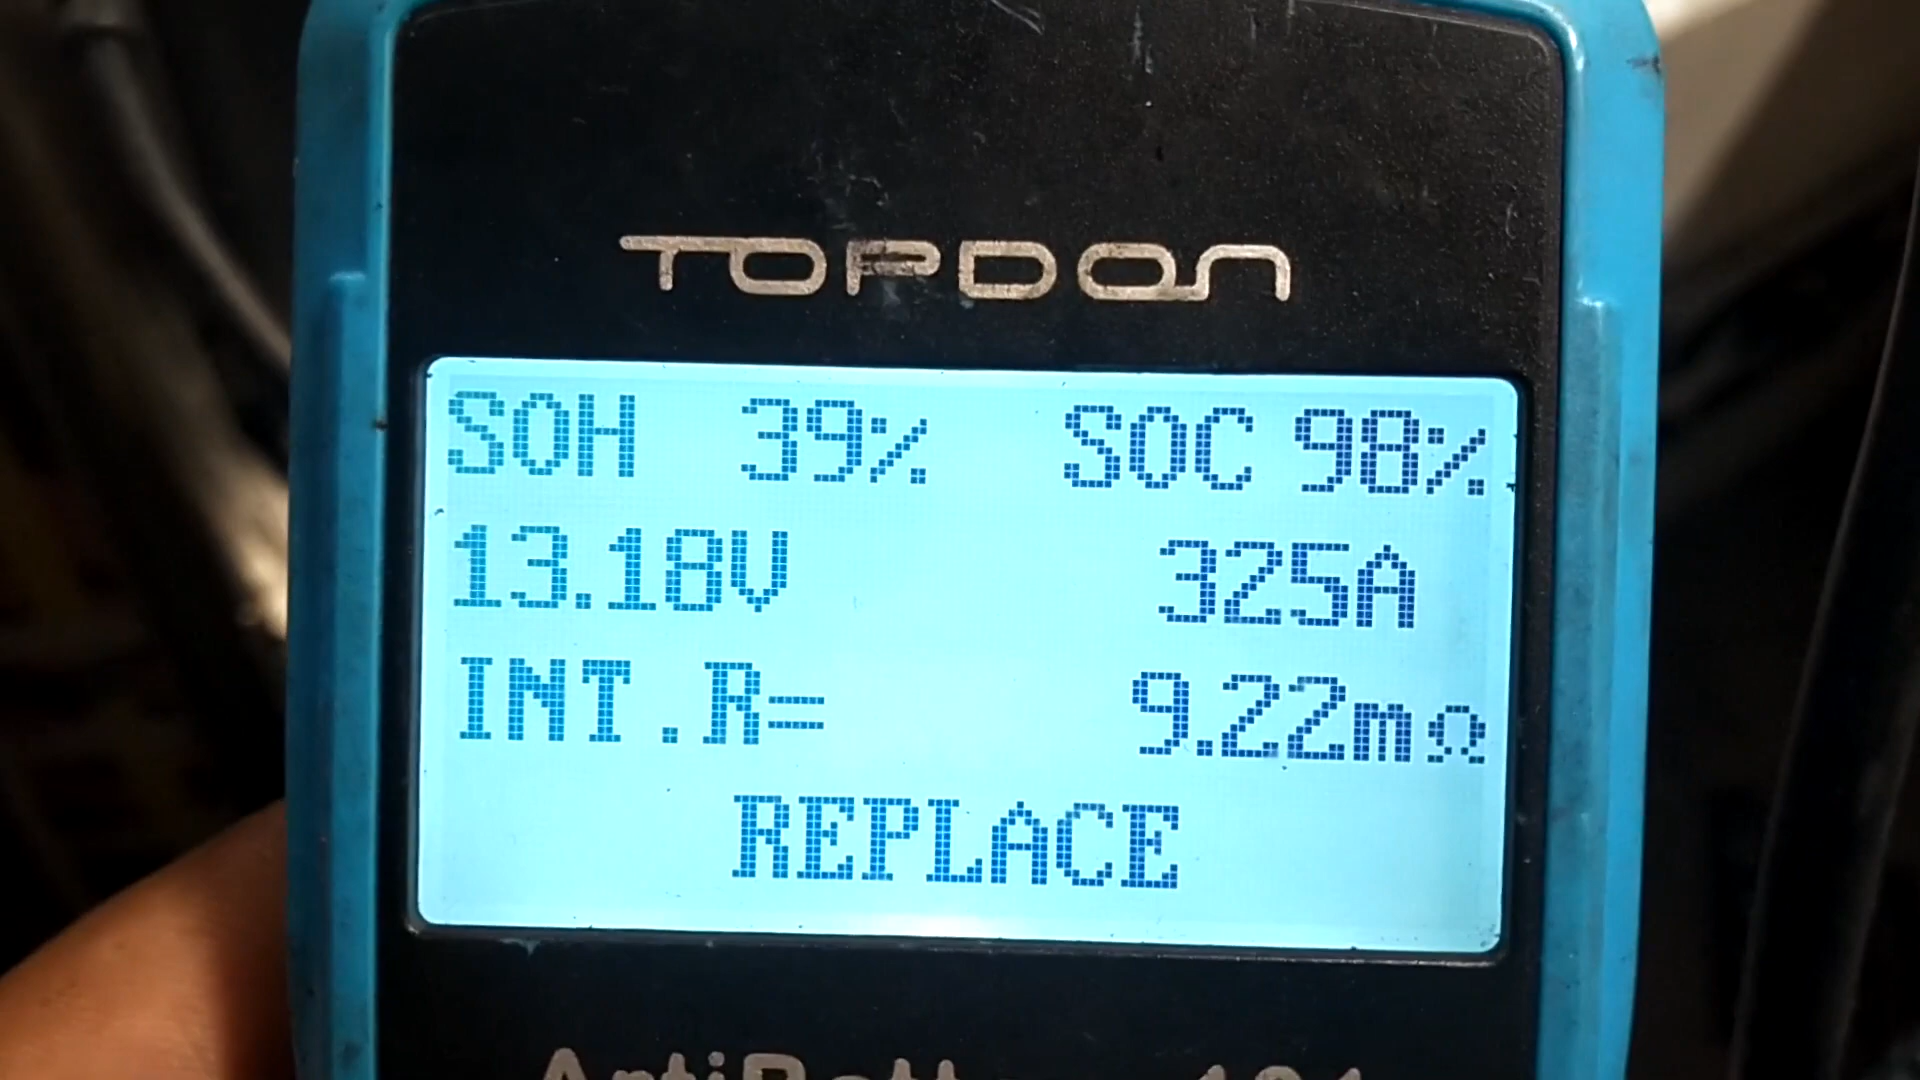 TOPDON
SOH 39% SOC 98%
13.18V 325A
INT.R= 9.22mΩ
REPLACE